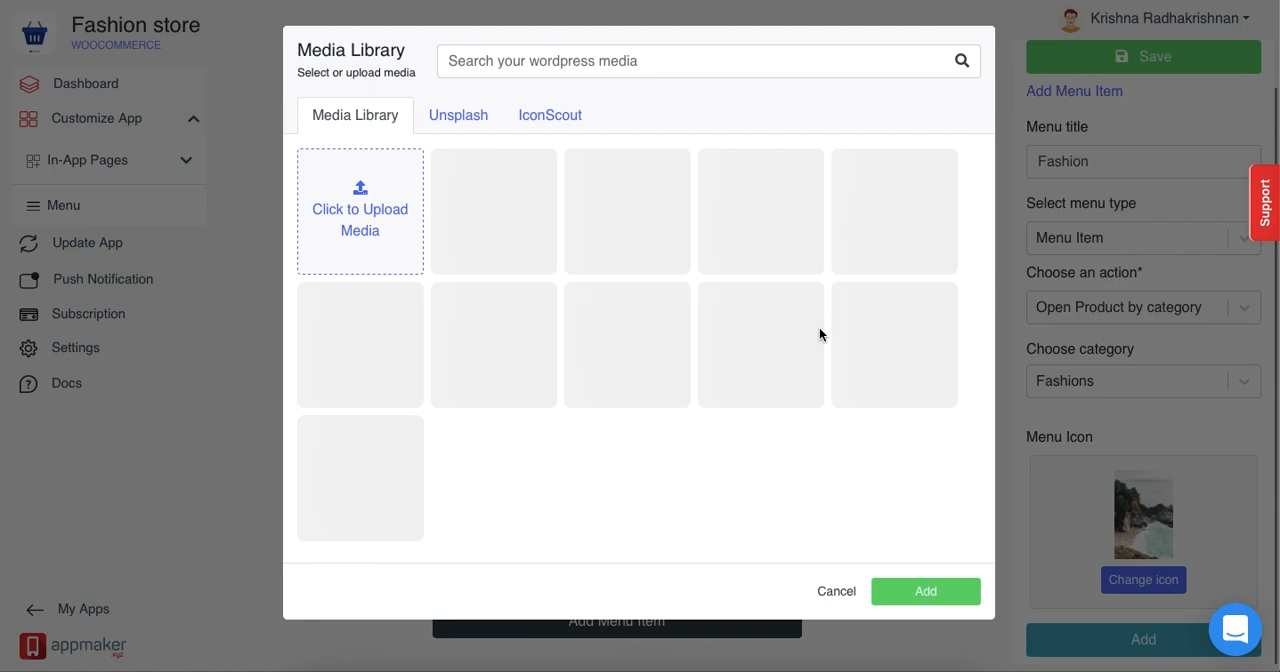 Fashion store
WOOCOMMERCE
Dashboard
Customize App
In-App Pages
Menu
Update App
Push Notification
Subscription
Settings
Docs
My Apps
appmaker
xyz
Media Library
Select or upload media
Search your wordpress media
Media Library
Unsplash
IconScout
Click to Upload
Media
Cancel
Add
Add Menu Item
Krishna Radhakrishnan
Save
Add Menu Item
Menu title
Fashion
Select menu type
Menu Item
Choose an action*
Open Product by category
Choose category
Fashions
Menu Icon
Change icon
Add
Support